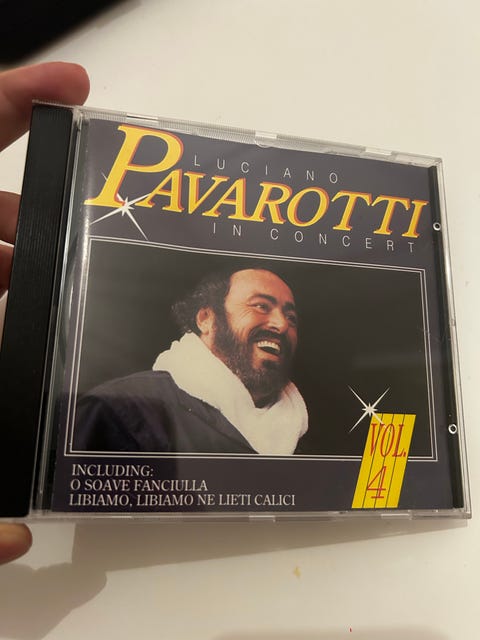 LUCIANO
PAVAROTTI
IN CONCERT
VOL.
4
INCLUDING:
O SOAVE FANCIULLA
LIBIAMO, LIBIAMO NE LIETI CALICI